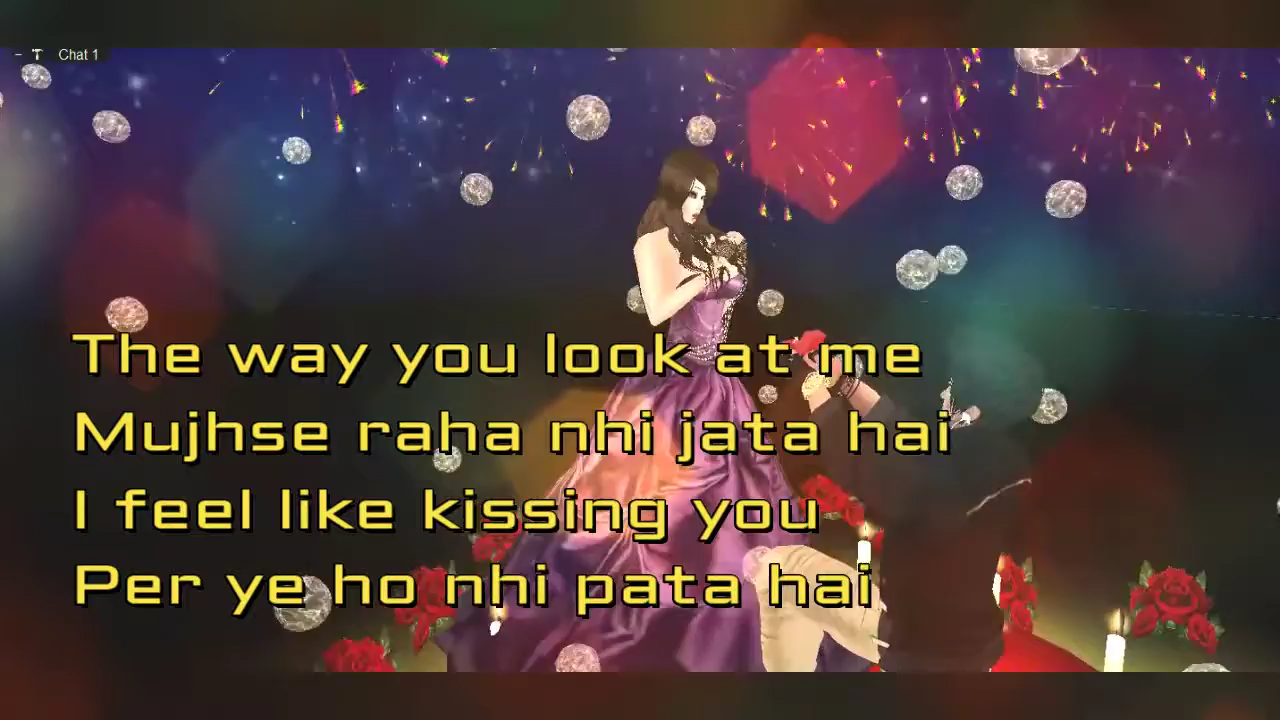 Chat 1
The way you look at me
Mujhse raha nhi jata hai
I feel like kissing you
Per ye ho nhi pata hai